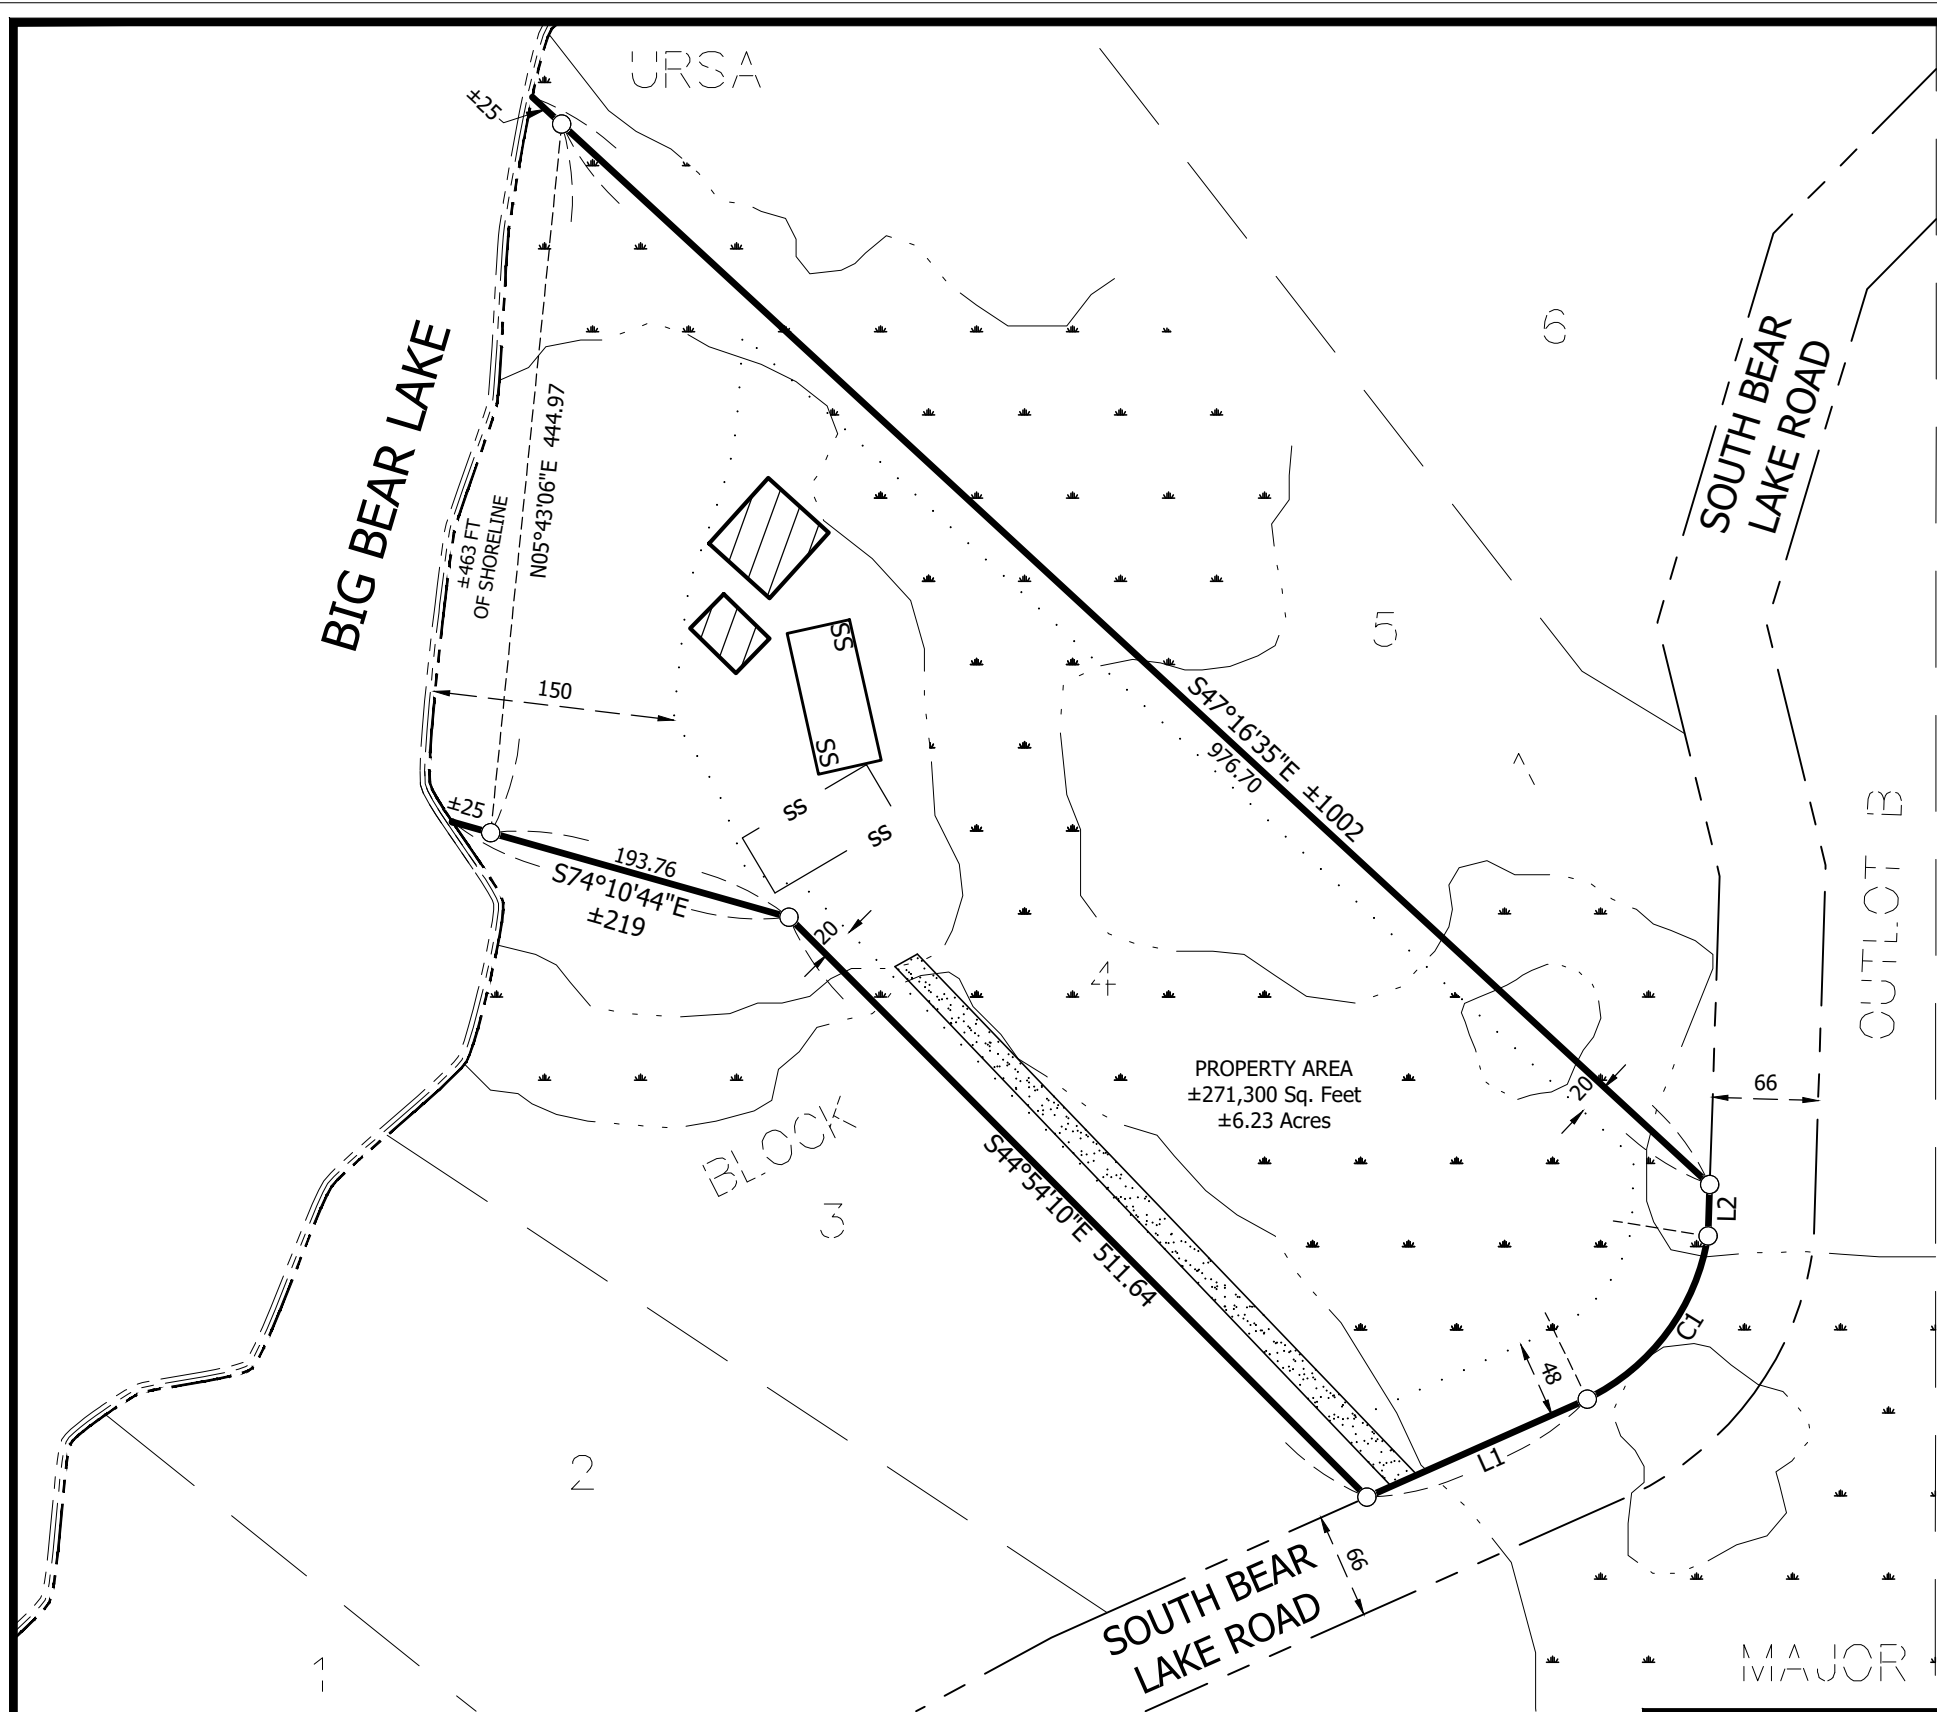 URSA
±25
BIG BEAR LAKE
±463 FT
OF SHORELINE
N05°43'06"E 444.97
6
SOUTH BEAR
LAKE ROAD
5
150
SS
SS
S47°16'35"E ±1002
976.70
±25
193.76
S74°10'44"E
±219
SS
SS
20
OUTLOT B
4
PROPERTY AREA
±271,300 Sq. Feet
±6.23 Acres
20
66
BLOCK
1
3
S44°54'10"E 511.64
L2
C1
48
L1
2
66
SOUTH BEAR
LAKE ROAD
1
MAJOR